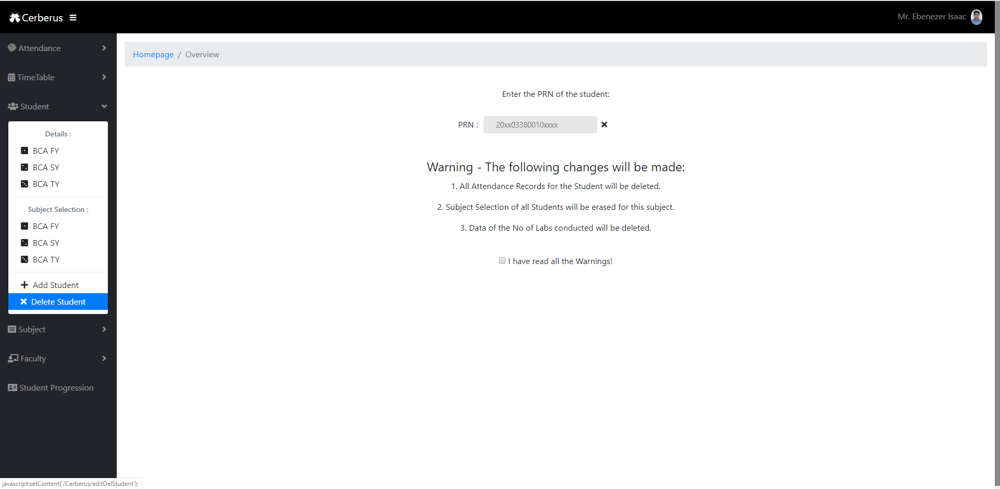 Cerberus
Mr. Ebenezer Isaac
Attendance
TimeTable
Student
Details :
BCA FY
BCA SY
BCA TY
Subject Selection :
BCA FY
BCA SY
BCA TY
Add Student
Delete Student
Subject
Faculty
Student Progression
Homepage / Overview
Enter the PRN of the student:
PRN : 20xx03380010xxxx
Warning - The following changes will be made:
1. All Attendance Records for the Student will be deleted.
2. Subject Selection of all Students will be erased for this subject.
3. Data of the No of Labs conducted will be deleted.
I have read all the Warnings!
javascript:setContent('/Cerberus/editDelStudent');